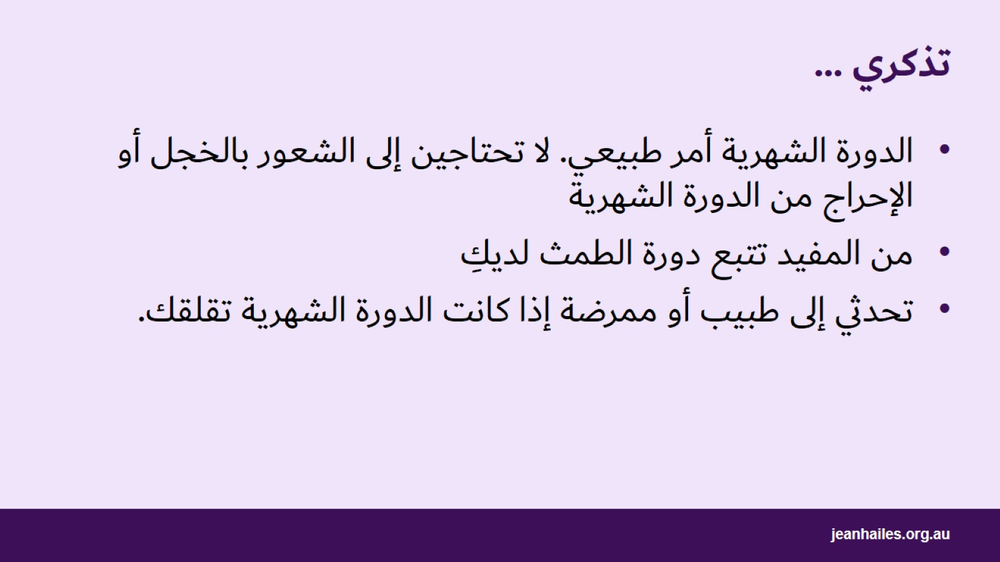 تذكري ...
• الدورة الشهرية أمر طبيعي. لا تحتاجين إلى الشعور بالخجل أو
الإحراج من الدورة الشهرية
• من المفيد تتبع دورة الطمث لديكِ
• تحدثي إلى طبيب أو ممرضة إذا كانت الدورة الشهرية تقلقك.
jeanhailes.org.au